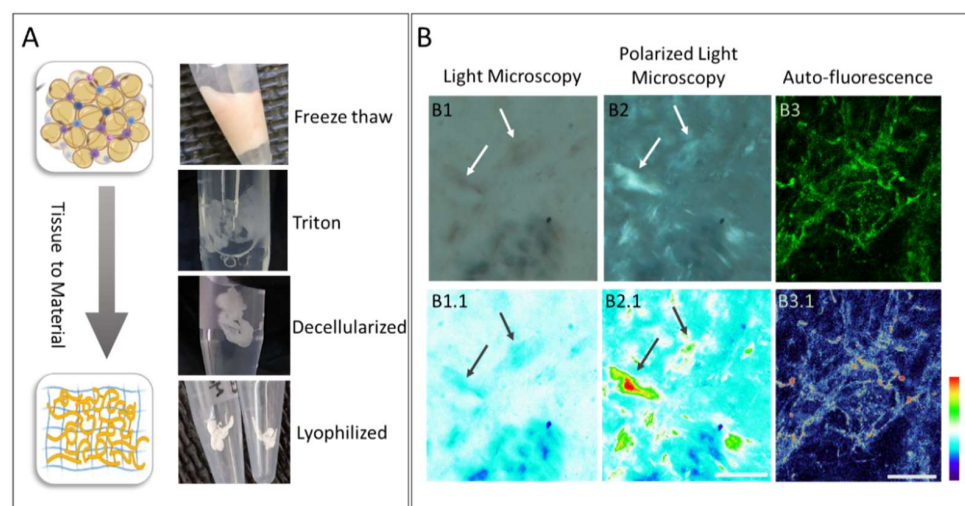 A
Freeze thaw
Triton
Decellularized
Lyophilized
Tissue to Material
B
Light Microscopy
Polarized Light
Microscopy
Auto-fluorescence
B1
B2
B3
B1.1
B2.1
B3.1